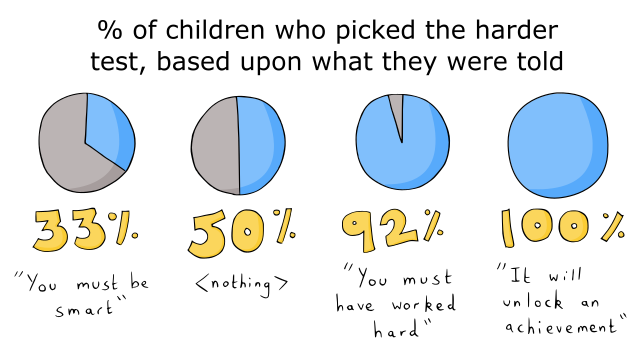 % of children who picked the harder
test, based upon what they were told
33%
50%
92%
100%
"You must be
smart"
<nothing>
"You must
have worked
hard"
"It will
unlock an
achievement"